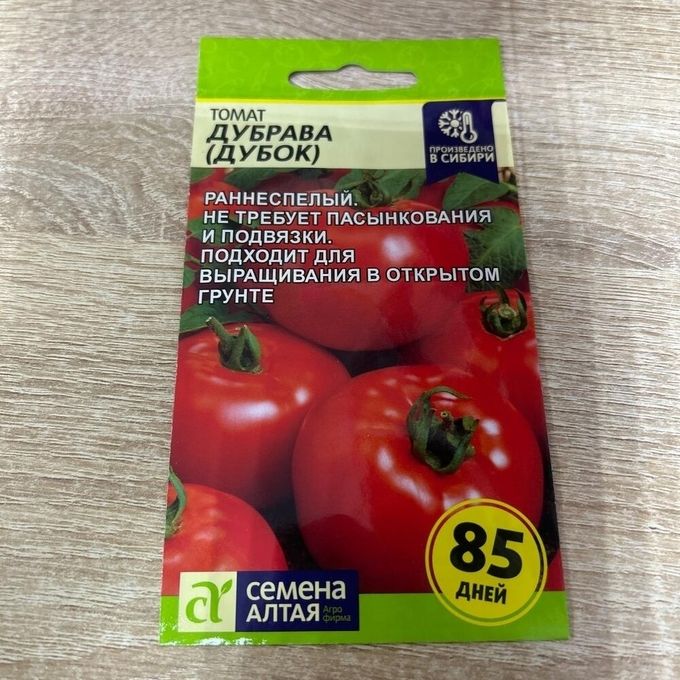 ТОМАТ
ДУБРАВА
(ДУБОК)
ПРОИЗВЕДЕНО
В СИБИРИ
РАННЕСПЕЛЫЙ.
НЕ ТРЕБУЕТ ПАСЫНКОВАНИЯ
И ПОДВЯЗКИ.
ПОДХОДИТ ДЛЯ
ВЫРАЩИВАНИЯ В ОТКРЫТОМ
ГРУНТЕ
85
ДНЕЙ
семена
АЛТАЯ
Агро
фирма